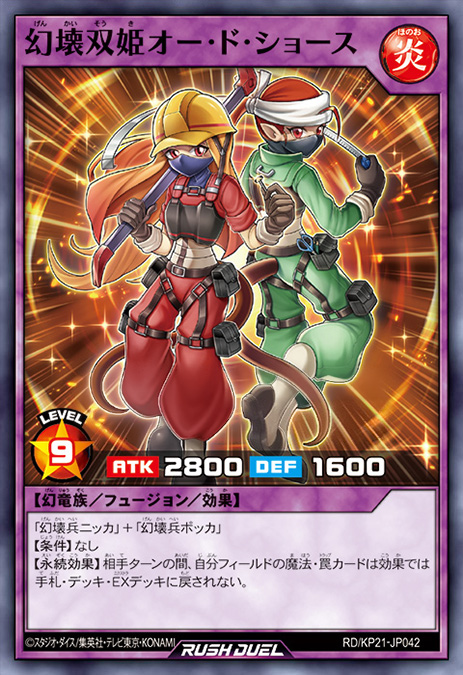 幻壊双姫オー・ド・ショース
炎
LEVEL
9
ATK 2800 DEF 1600
【幻竜族／フュージョン／効果】
「幻壊兵ニッカ」＋「幻壊兵ポッカ」
【条件】なし
【永続効果】相手ターンの間、自分フィールドの魔法・罠カードは効果では
手札・デッキ・EXデッキに戻されない。
©スタジオ・ダイス/集英社・テレビ東京・KONAMI
RUSH DUEL
RD/KP21-JP042